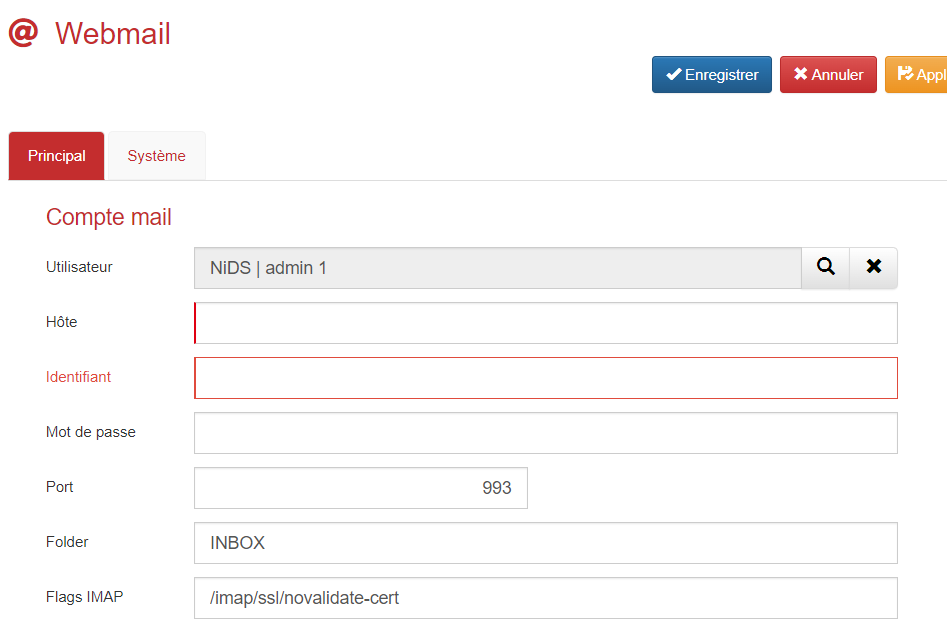 @ Webmail
Enregistrer Annuler Appl
Principal Système
Compte mail
Utilisateur NiDS | admin 1
Hôte
Identifiant
Mot de passe
Port 993
Folder INBOX
Flags IMAP /imap/ssl/novalidate-cert